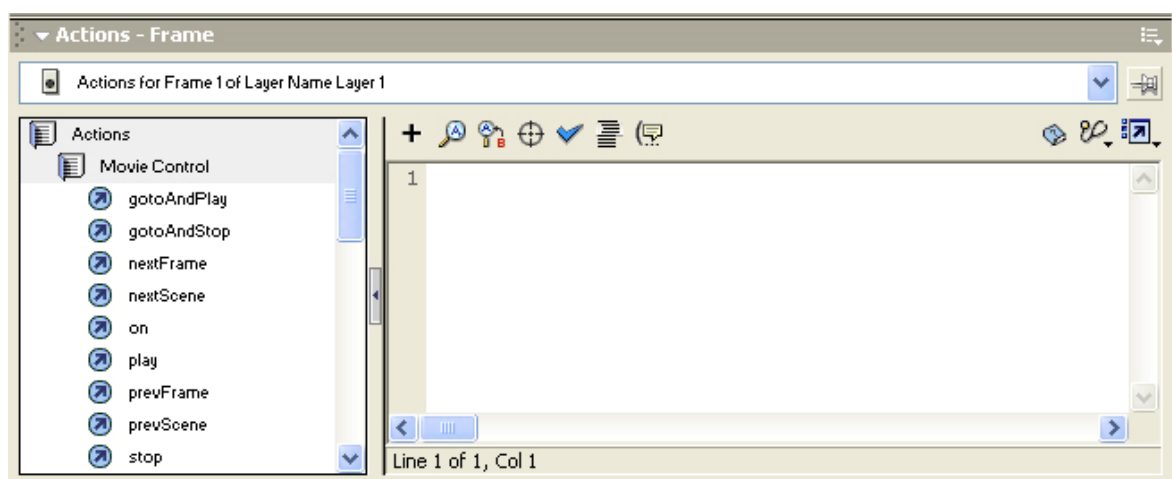 Actions - Frame
Actions for Frame 1 of Layer Name Layer 1
Actions
Movie Control
gotoAndPlay
gotoAndStop
nextFrame
nextScene
on
play
prevFrame
prevScene
stop
1
Line 1 of 1, Col 1